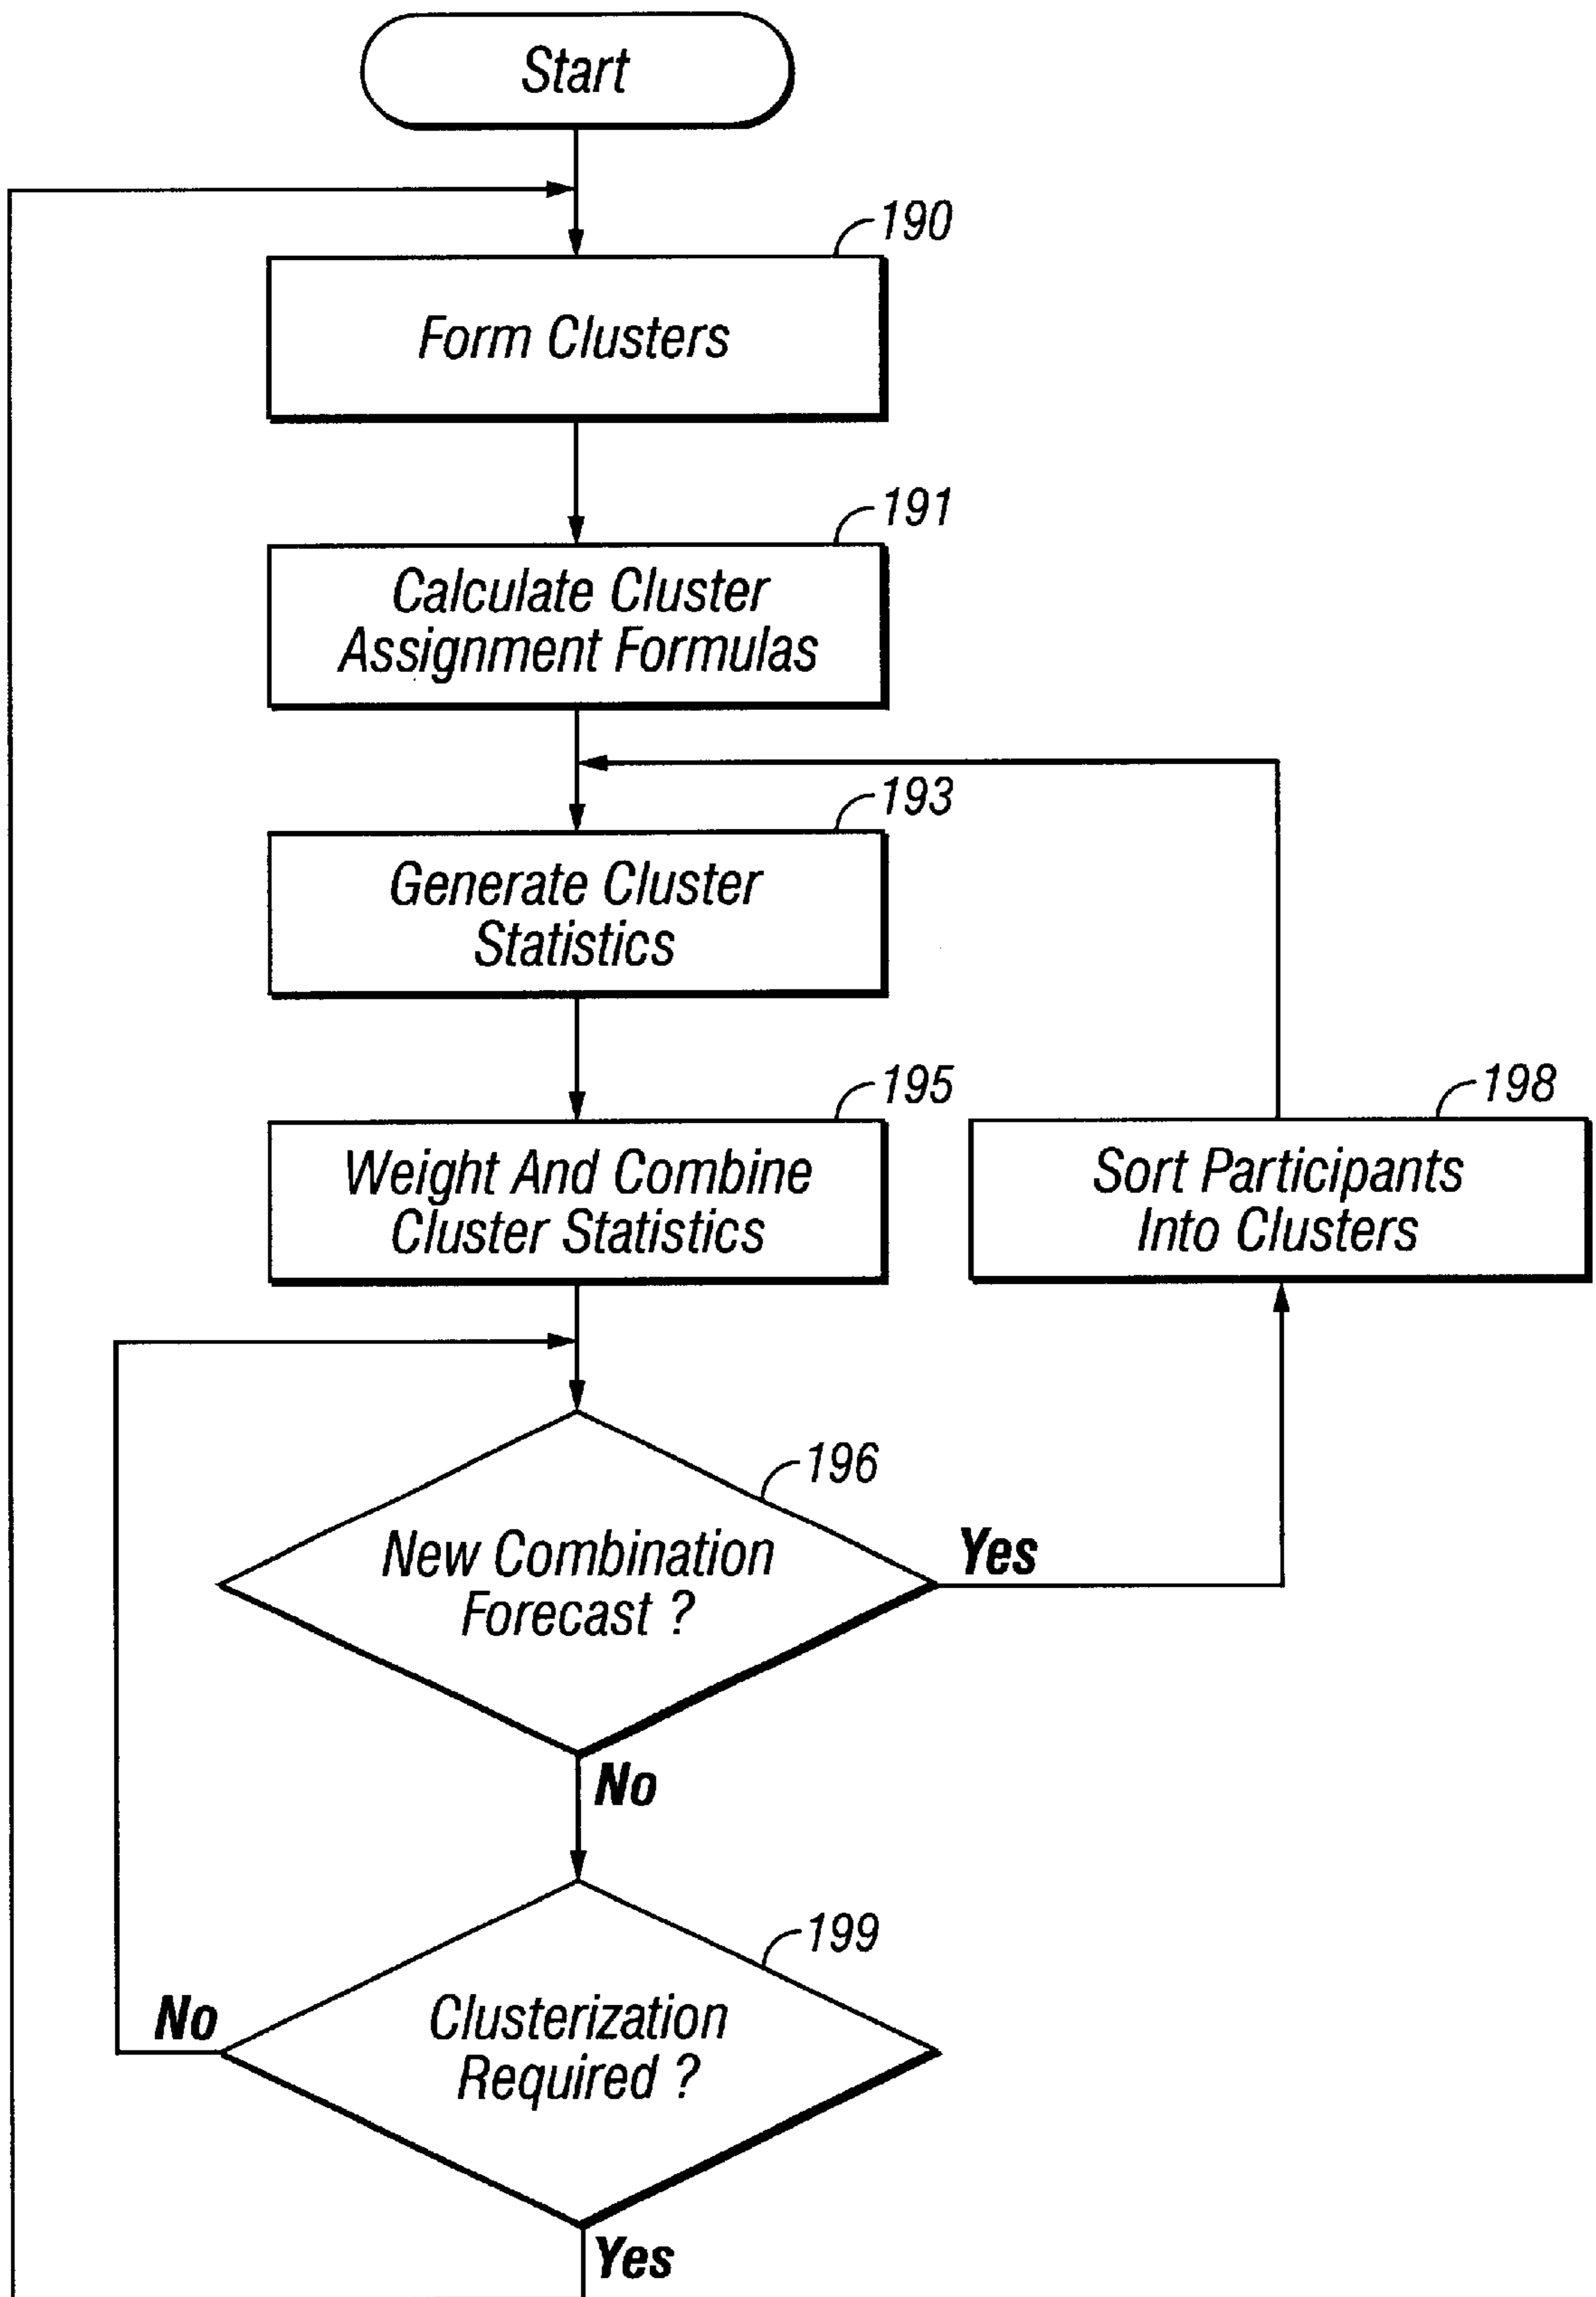 Start
190
Form Clusters
191
Calculate Cluster
Assignment Formulas
193
Generate Cluster
Statistics
195
Weight And Combine
Cluster Statistics
198
Sort Participants
Into Clusters
196
New Combination
Forecast ?
Yes
No
199
Clusterization
Required ?
No
Yes